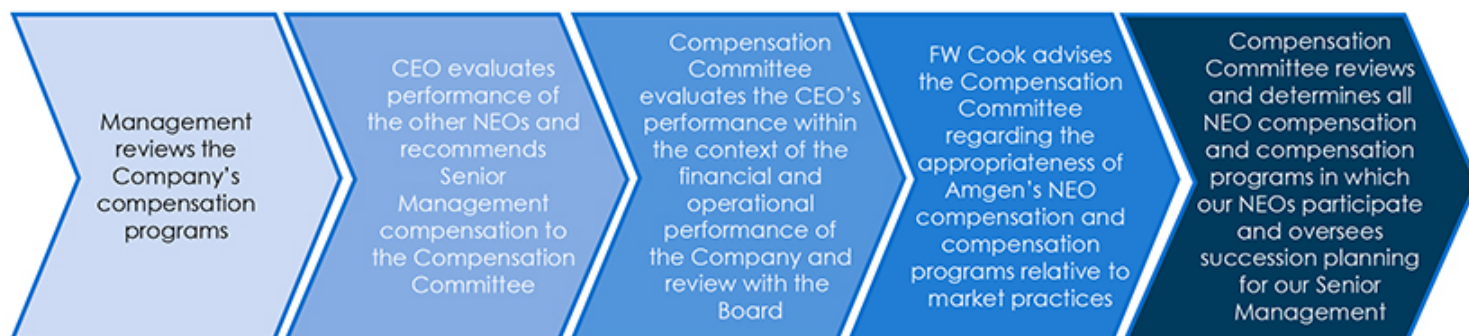 Management
reviews the
Company’s
compensation
programs
CEO evaluates
performance of
the other NEOs and
recommends
Senior
Management
compensation to
the Compensation
Committee
Compensation
Committee
evaluates the CEO’s
performance within
the context of the
financial and
operational
performance of
the Company and
review with the
Board
FW Cook advises
the Compensation
Committee
regarding the
appropriateness of
Amgen’s NEO
compensation and
compensation
programs relative to
market practices
Compensation
Committee reviews
and determines all
NEO compensation
and compensation
programs in which
our NEOs participate
and oversees
succession planning
for our Senior
Management